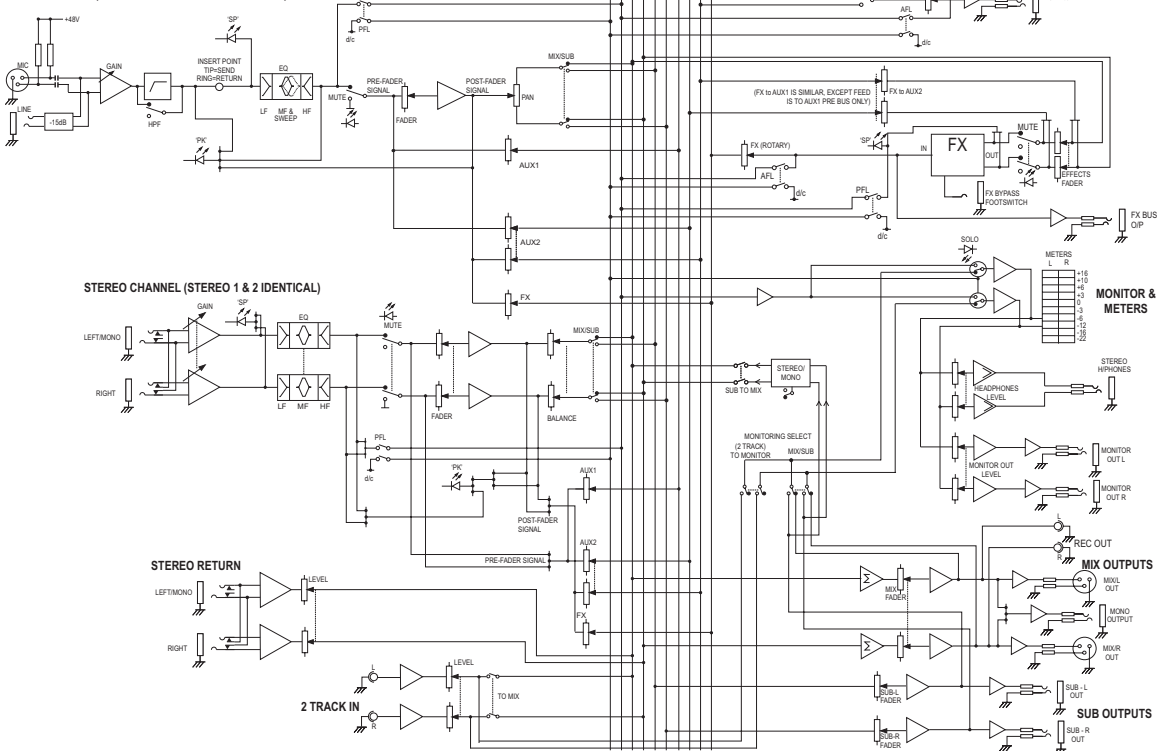 +48V
MIC
GAIN
LINE
-15dB
HPF
'SP'
INSERT POINT
TIP=SEND
RING=RETURN
EQ
LF MF & HF
SWEEP
'PK'
PFL
d/c
MUTE
PRE-FADER
SIGNAL
FADER
POST-FADER
SIGNAL
PAN
MIX/SUB
AUX1
AUX2
FX
AFL
d/c
(FX to AUX1 IS SIMILAR, EXCEPT FEED
IS TO AUX1 PRE BUS ONLY)
FX to AUX2
FX (ROTARY)
AFL
d/c
'SP'
PFL
d/c
IN
FX
OUT
MUTE
EFFECTS
FADER
FX BYPASS
FOOTSWITCH
FX BUS
O/P
SOLO
METERS
L R
+16
+10
+6
+3
0
-3
-6
-12
-16
-22
MONITOR &
METERS
STEREO CHANNEL (STEREO 1 & 2 IDENTICAL)
LEFT/MONO
RIGHT
GAIN
'SP'
EQ
LF MF HF
MUTE
FADER
BALANCE
MIX/SUB
PFL
d/c
'PK'
POST-FADER
SIGNAL
PRE-FADER SIGNAL
AUX1
AUX2
FX
SUB TO MIX
STEREO/
MONO
MONITORING SELECT
(2 TRACK) MIX/SUB
TO MONITOR
STEREO
H/PHONES
HEADPHONES
LEVEL
MONITOR
OUT L
MONITOR OUT
LEVEL
MONITOR
OUT R
L
REC OUT
R
STEREO RETURN
LEFT/MONO
RIGHT
LEVEL
2 TRACK IN
L
R
LEVEL
TO MIX
Σ
MIX
FADER
Σ
MIX OUTPUTS
MIX/L
OUT
MONO
OUTPUT
MIX/R
OUT
SUB-L
FADER
SUB - L
OUT
SUB OUTPUTS
SUB-R
FADER
SUB - R
OUT